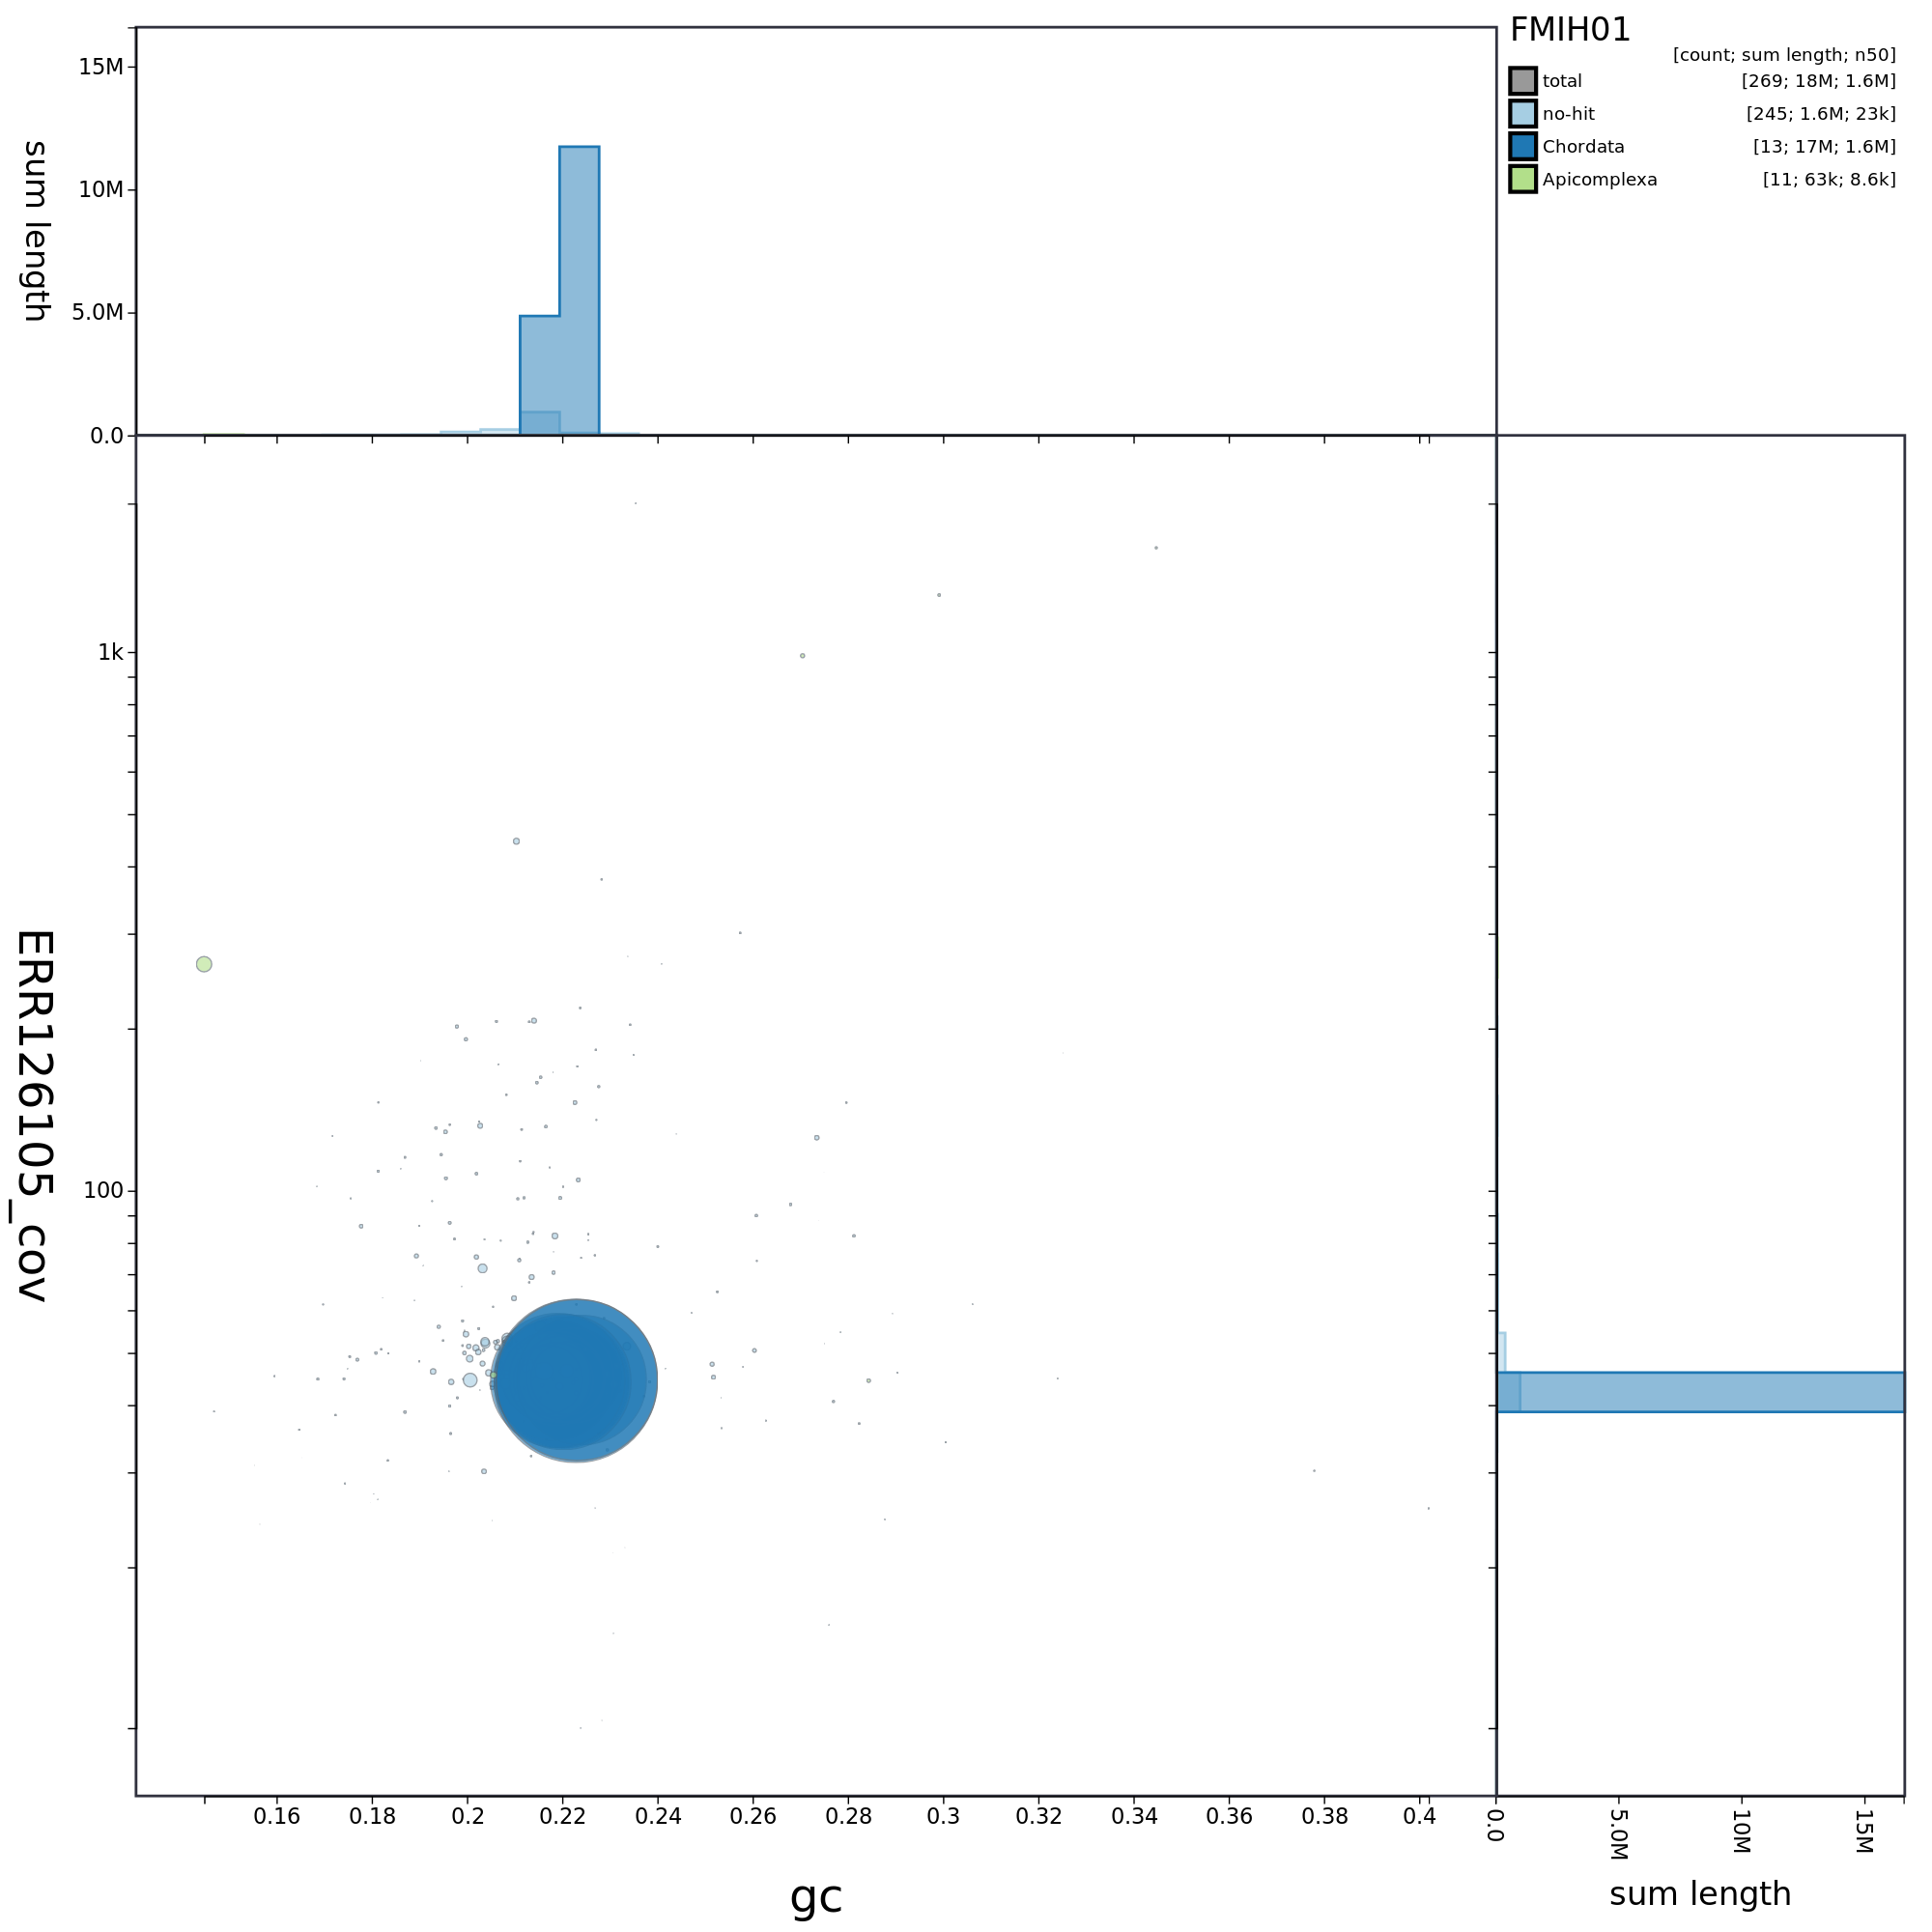 FMIH01
[count; sum length; n50]
total [269; 18M; 1.6M]
no-hit [245; 1.6M; 23k]
Chordata [13; 17M; 1.6M]
Apicomplexa [11; 63k; 8.6k]
sum length
15M
10M
5.0M
0.0
ERR126105_cov
1k
100
0.16 0.18 0.2 0.22 0.24 0.26 0.28 0.3 0.32 0.34 0.36 0.38 0.4
gc
0.0 5.0M 10M 15M
sum length